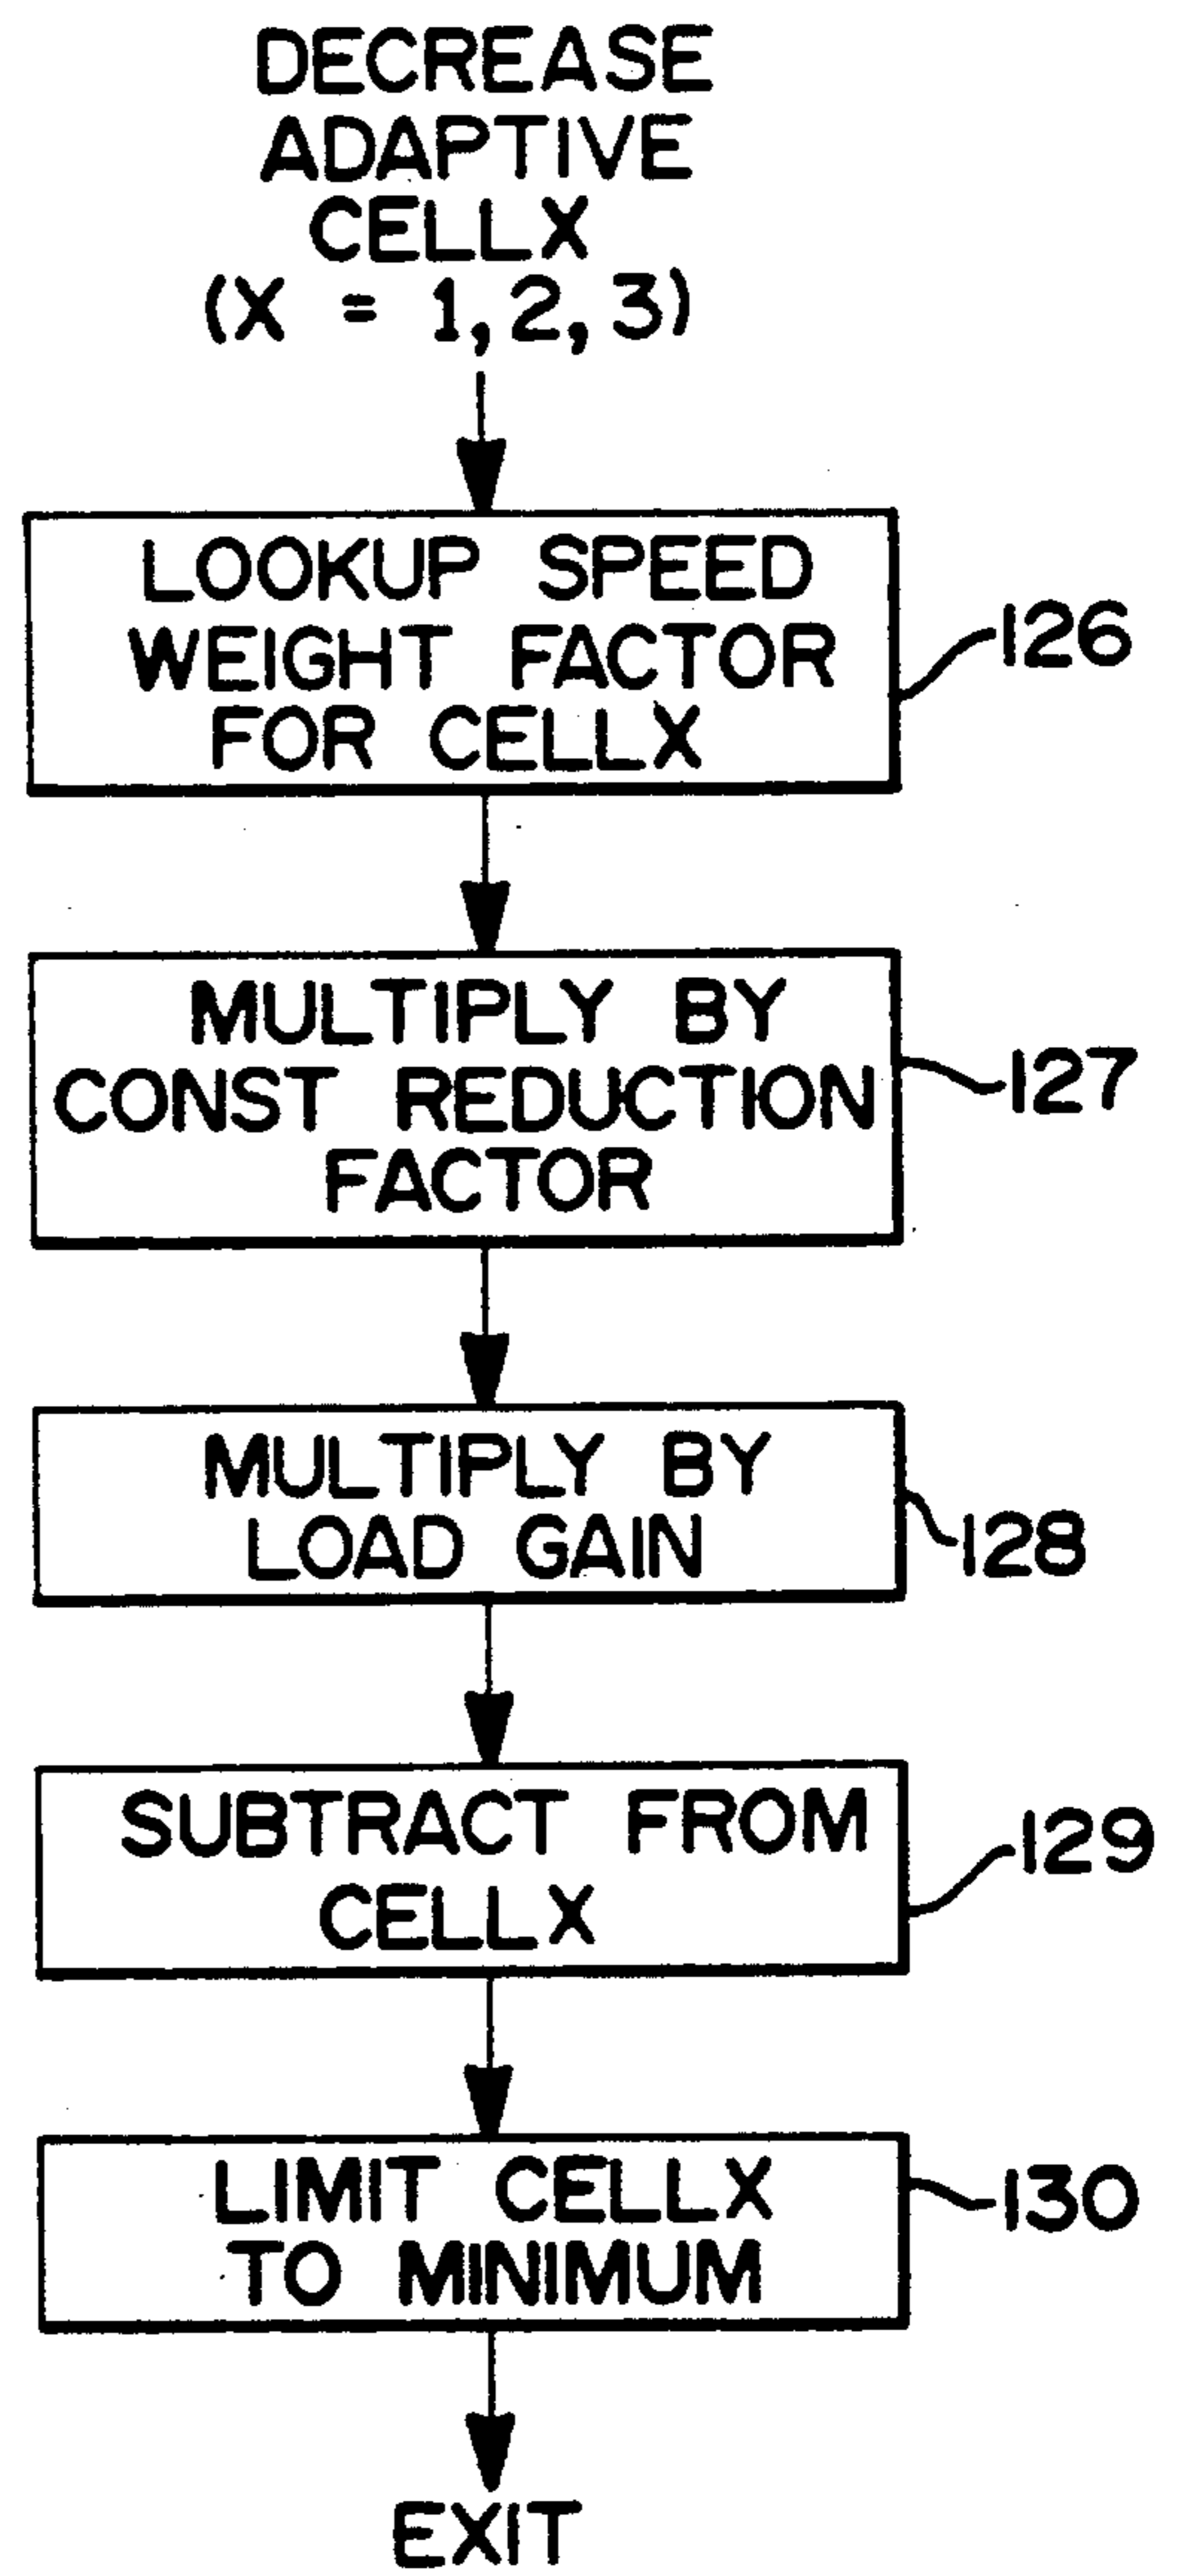 DECREASE
ADAPTIVE
CELLX
(X = 1, 2, 3)
LOOKUP SPEED
WEIGHT FACTOR
FOR CELLX
126
MULTIPLY BY
CONST REDUCTION
FACTOR
127
MULTIPLY BY
LOAD GAIN
128
SUBTRACT FROM
CELLX
129
LIMIT CELLX
TO MINIMUM
130
EXIT